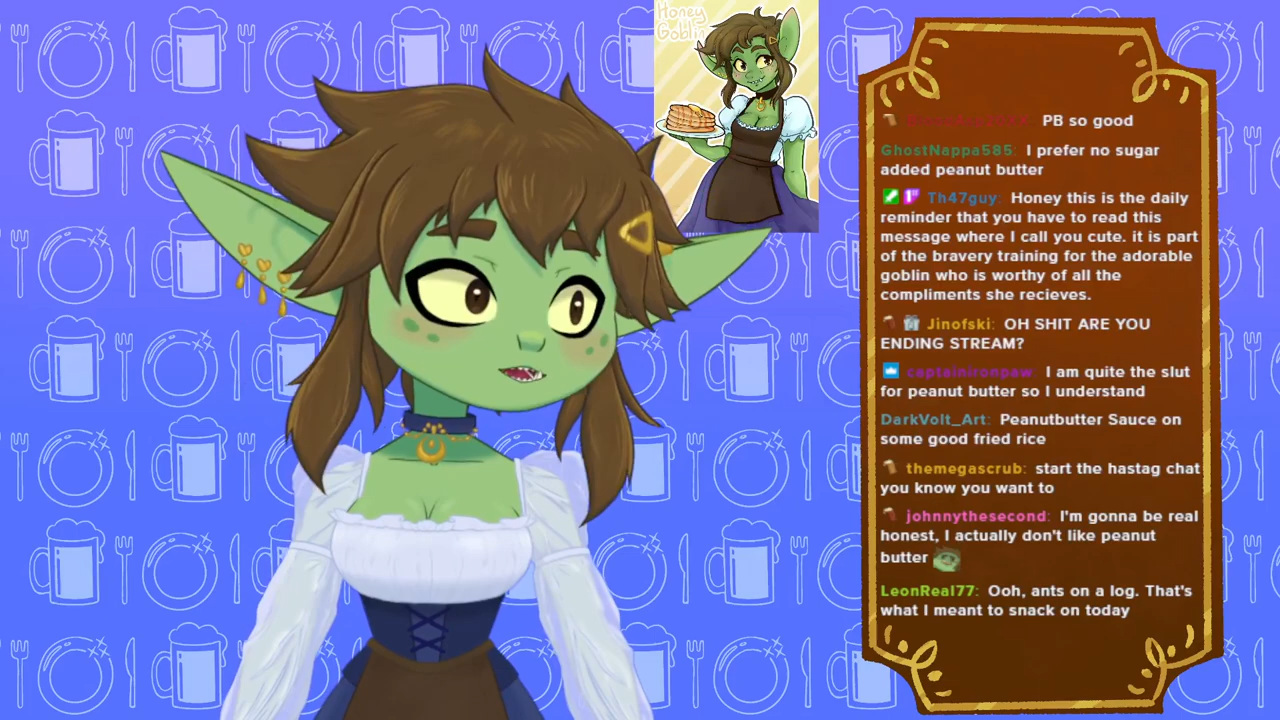 Honey
Goblin
PB so good
GhostNappa585: I prefer no sugar
added peanut butter
Th47guy: Honey this is the daily
reminder that you have to read this
message where I call you cute. it is part
of the bravery training for the adorable
goblin who is worthy of all the
compliments she recieves.
Jinofski: OH SHIT ARE YOU
ENDING STREAM?
captainironpaw: I am quite the slut
for peanut butter so I understand
DarkVolt_Art: Peanutbutter Sauce on
some good fried rice
themegascrub: start the hastag chat
you know you want to
johnnythesecond: I'm gonna be real
honest, I actually don't like peanut
butter
LeonReal77: Ooh, ants on a log. That's
what I meant to snack on today